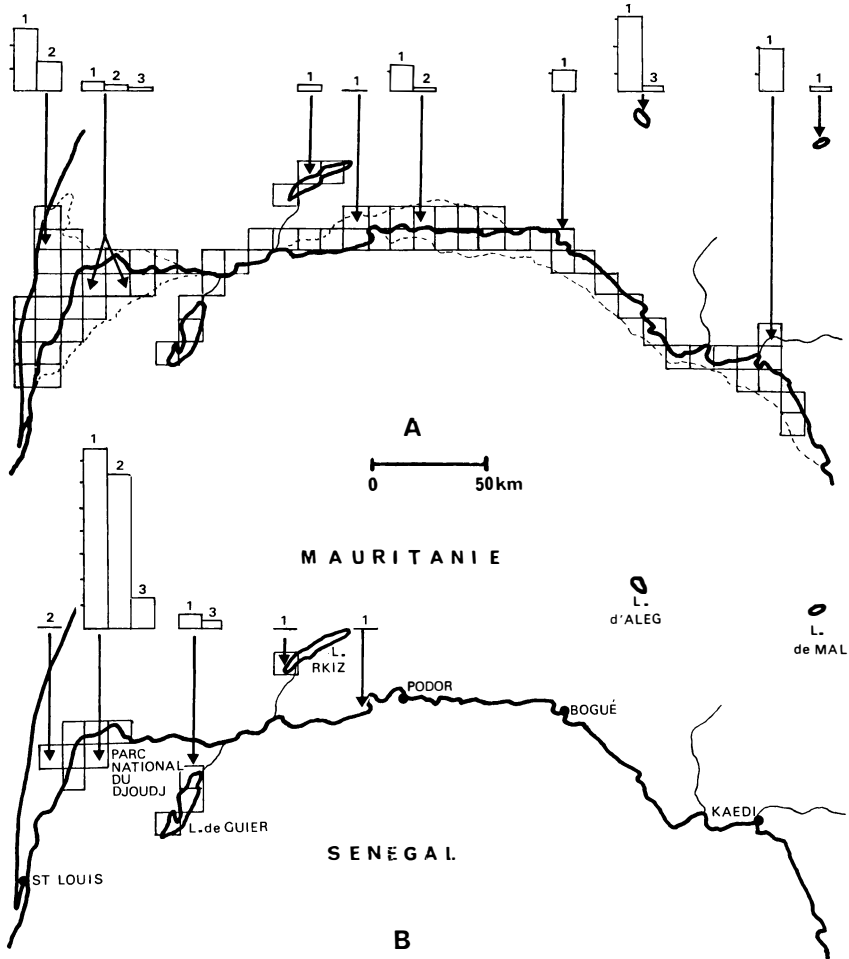 1
2
1 2 3
1
1
1
2
1
1
3
1
1
A
0 50km
1
2
3
MAURITANIE
2
1
3
1
1
L.
RKIZ
L.
d'ALEG
L.
de MAL
PODOR
BOGUÉ
PARC
NATIONAL
DU
DJOUDJ
L. de GUIER
KAEDI
SENEGAL
ST LOUIS
B